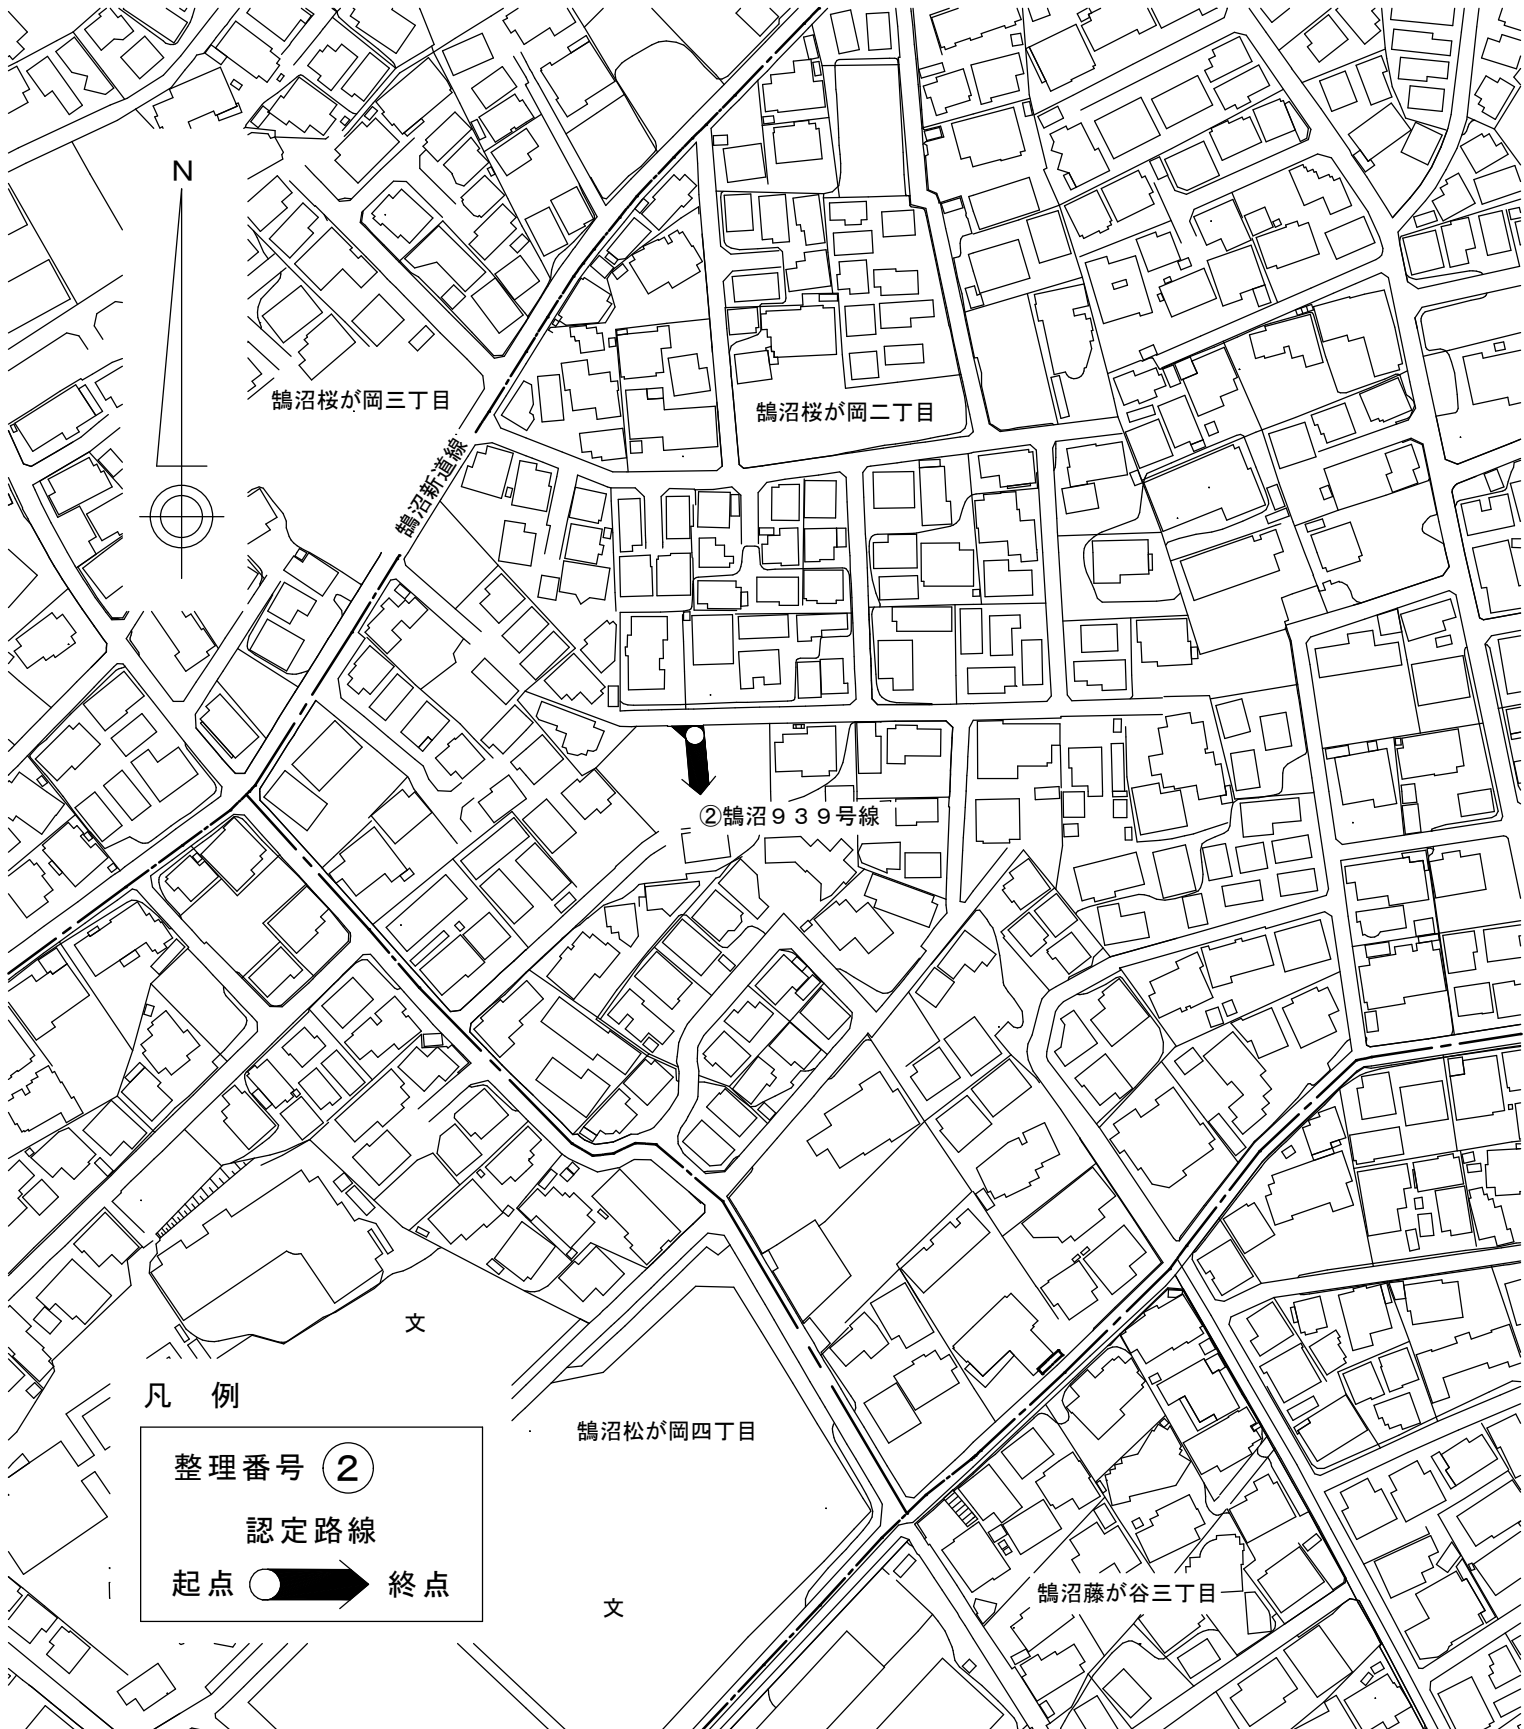 N
鵠沼桜が岡三丁目
鵠沼桜が岡二丁目
鵠沼新道線
②鵠沼９３９号線
文
凡 例
整理番号 ②
認定路線
起点 終点
鵠沼松が岡四丁目
文
鵠沼藤が谷三丁目